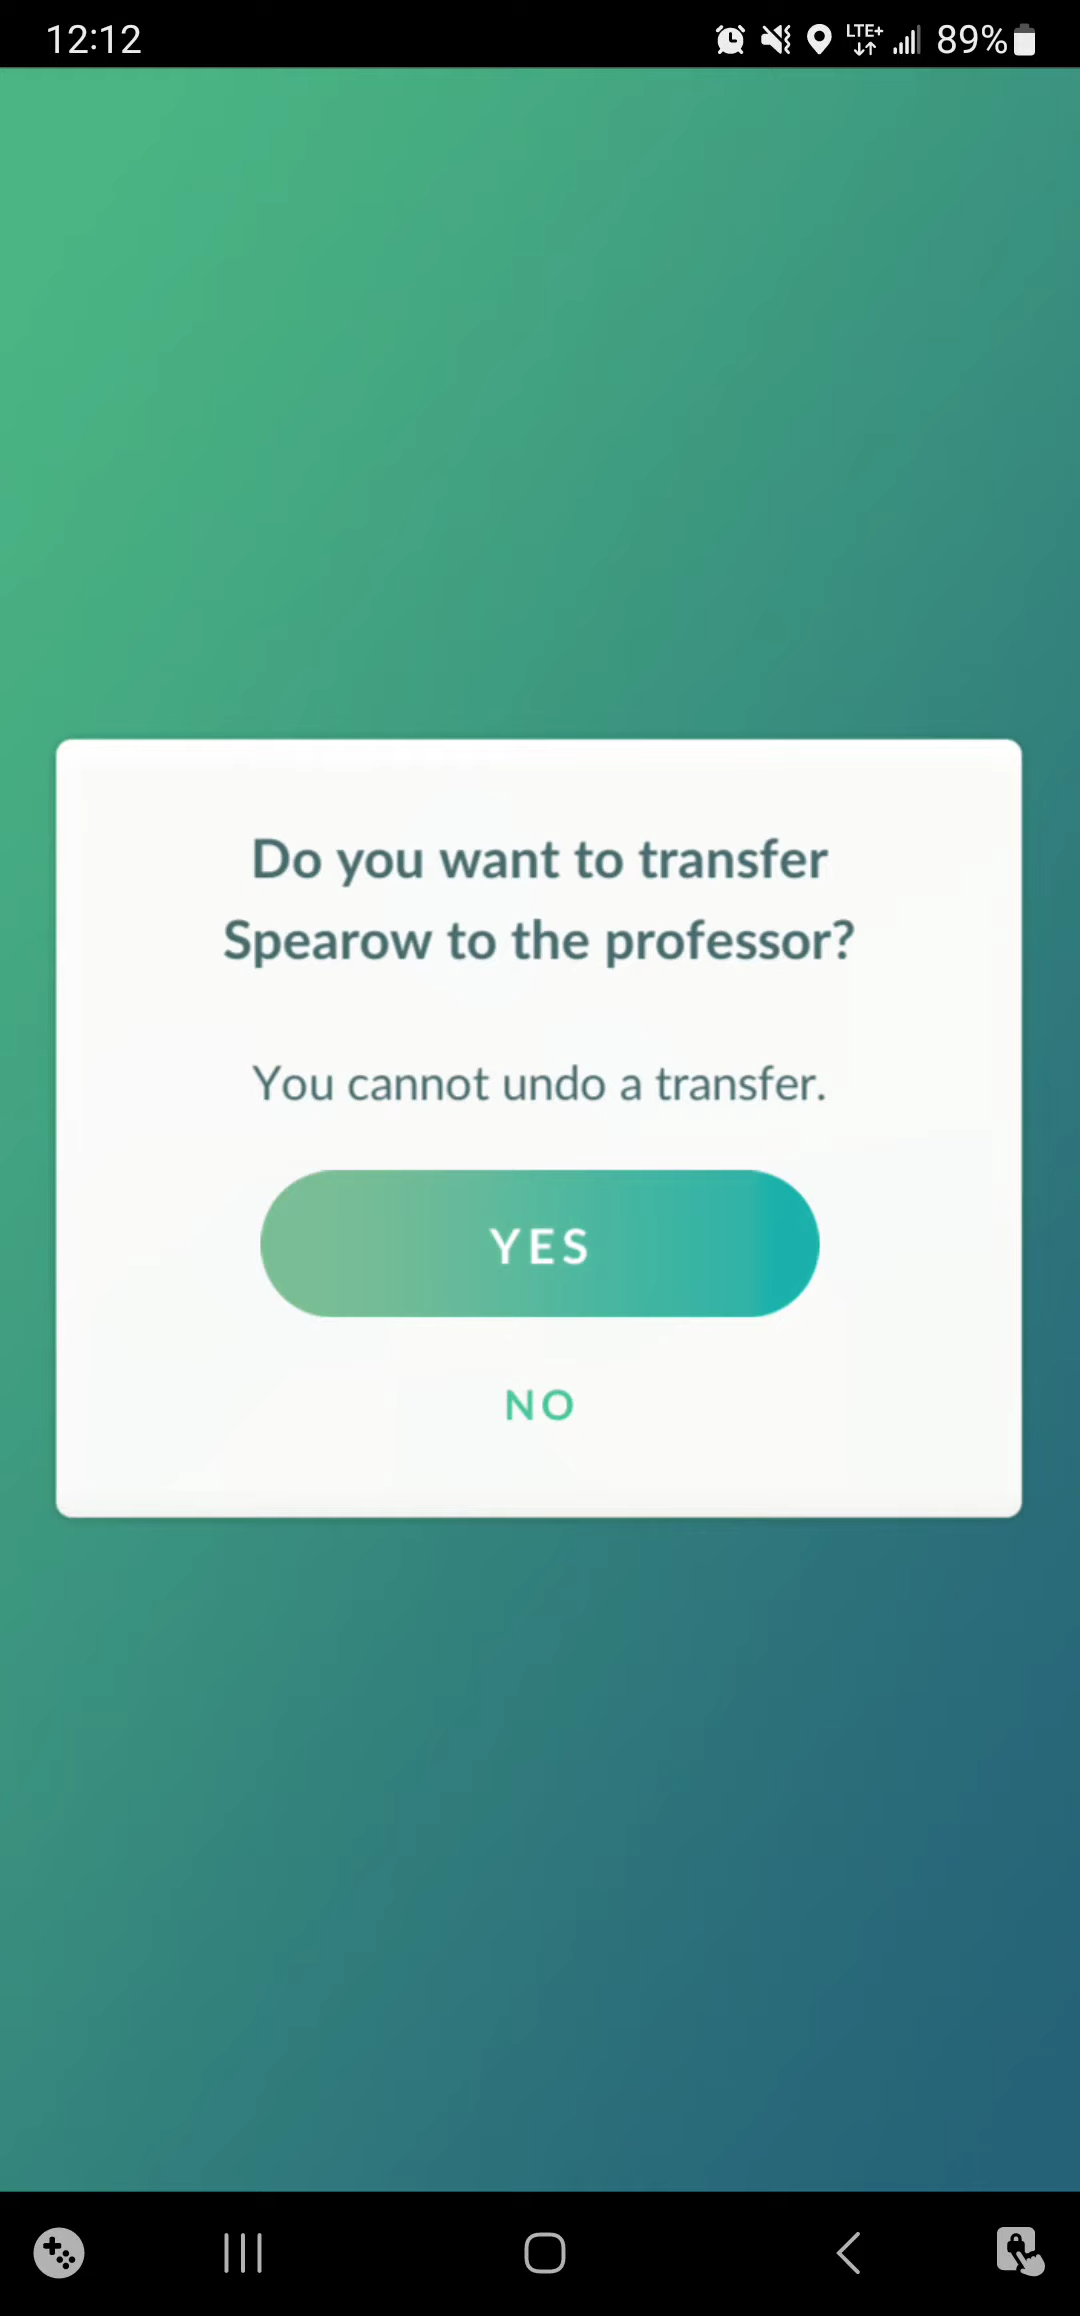 12:12
LTE+
89%
Do you want to transfer
Spearow to the professor?
You cannot undo a transfer.
YES
NO